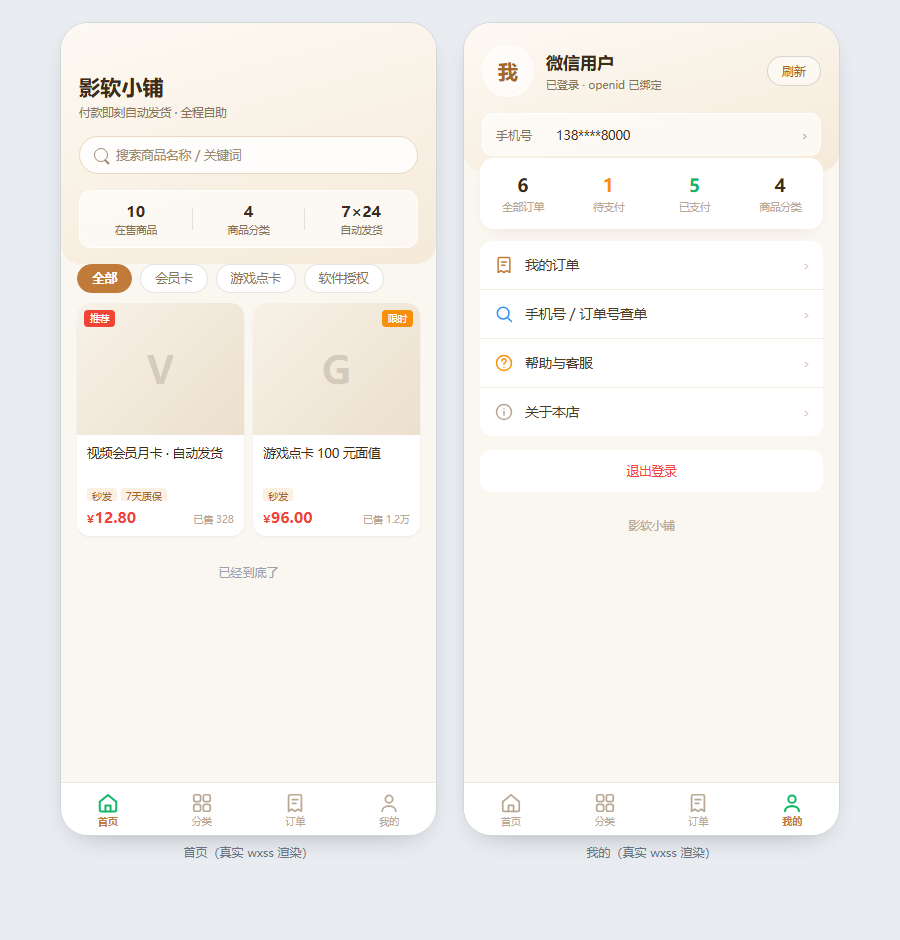 影软小铺
付款即刻自动发货 · 全程自助
搜索商品名称 / 关键词
10 4 7×24
在售商品 商品分类 自动发货
全部 会员卡 游戏点卡 软件授权
推荐 限时
V G
视频会员月卡 · 自动发货 游戏点卡 100 元面值
秒发 7天质保 秒发
¥12.80 已售 328 ¥96.00 已售 1.2万
已经到底了
首页 分类 订单 我的
首页（真实 wxss 渲染）
我 微信用户 刷新
已登录 · openid 已绑定
手机号 138****8000 ›
6 1 5 4
全部订单 待支付 已支付 商品分类
我的订单 ›
手机号 / 订单号查单 ›
帮助与客服 ›
关于本店 ›
退出登录
影软小铺
首页 分类 订单 我的
我的（真实 wxss 渲染）